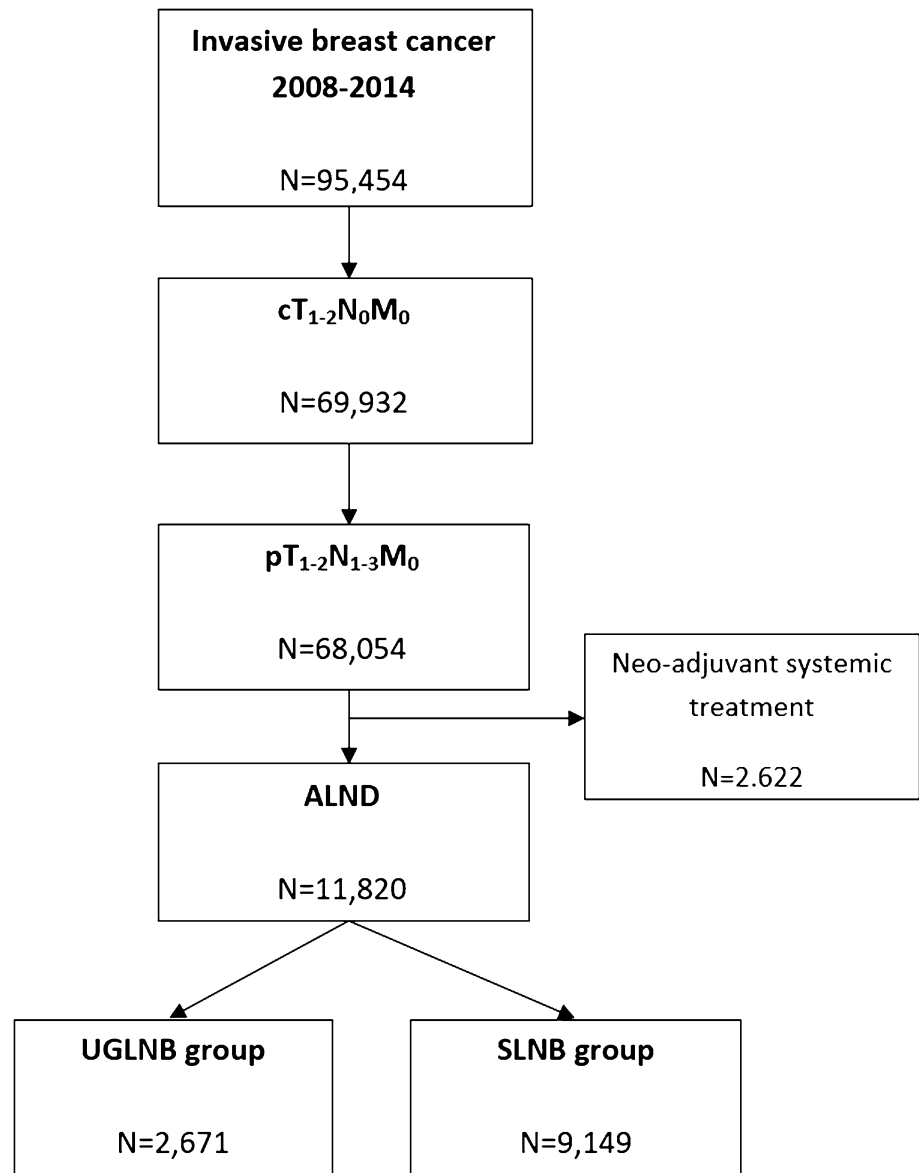 Invasive breast cancer
2008-2014
N=95,454
cT₁₋₂N₀M₀
N=69,932
pT₁₋₂N₁₋₃M₀
N=68,054
Neo-adjuvant systemic
treatment
N=2.622
ALND
N=11,820
UGLNB group
N=2,671
SLNB group
N=9,149